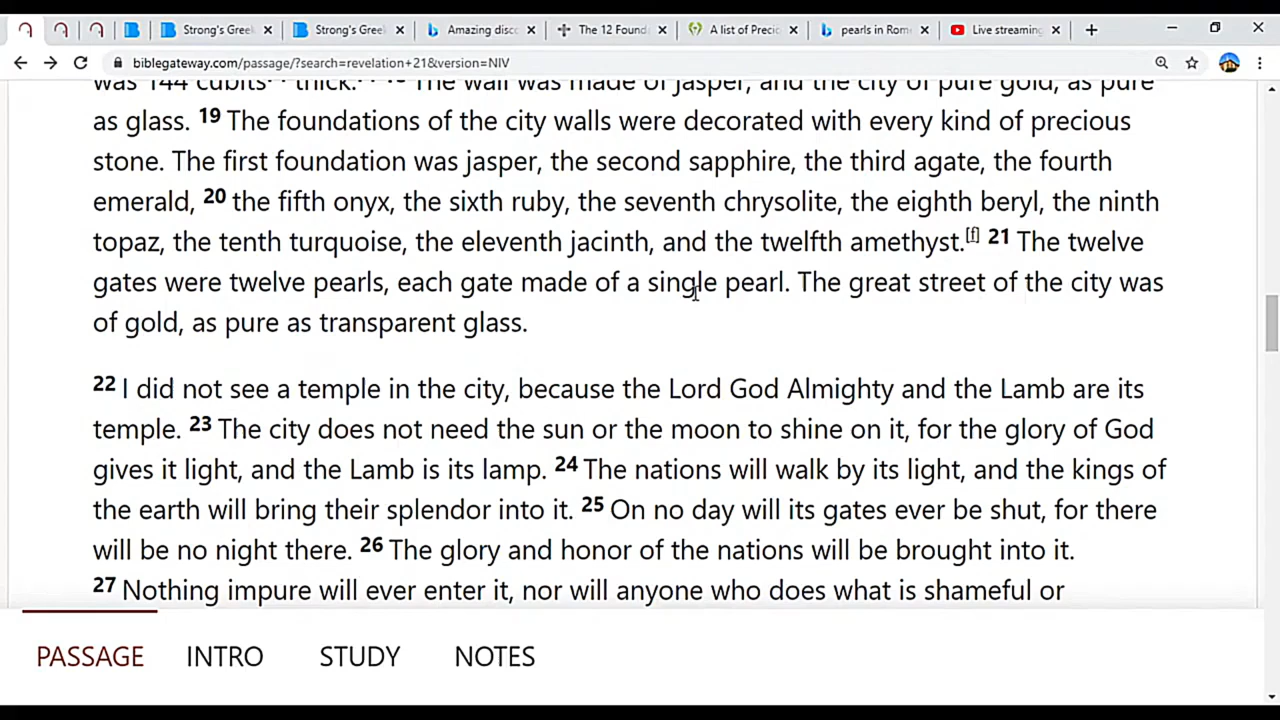 Strong's Greek
Strong's Greek
Amazing disc
The 12 Found
A list of Preci
pearls in Rom
Live streaming
biblegateway.com/passage/?search=revelation+21&version=NIV
was 144 cubits thick. The wall was made of jasper, and the city of pure gold, as pure
as glass. 19 The foundations of the city walls were decorated with every kind of precious
stone. The first foundation was jasper, the second sapphire, the third agate, the fourth
emerald, 20 the fifth onyx, the sixth ruby, the seventh chrysolite, the eighth beryl, the ninth
topaz, the tenth turquoise, the eleventh jacinth, and the twelfth amethyst.[f] 21 The twelve
gates were twelve pearls, each gate made of a single pearl. The great street of the city was
of gold, as pure as transparent glass.
22 I did not see a temple in the city, because the Lord God Almighty and the Lamb are its
temple. 23 The city does not need the sun or the moon to shine on it, for the glory of God
gives it light, and the Lamb is its lamp. 24 The nations will walk by its light, and the kings of
the earth will bring their splendor into it. 25 On no day will its gates ever be shut, for there
will be no night there. 26 The glory and honor of the nations will be brought into it.
27 Nothing impure will ever enter it, nor will anyone who does what is shameful or
PASSAGE INTRO STUDY NOTES